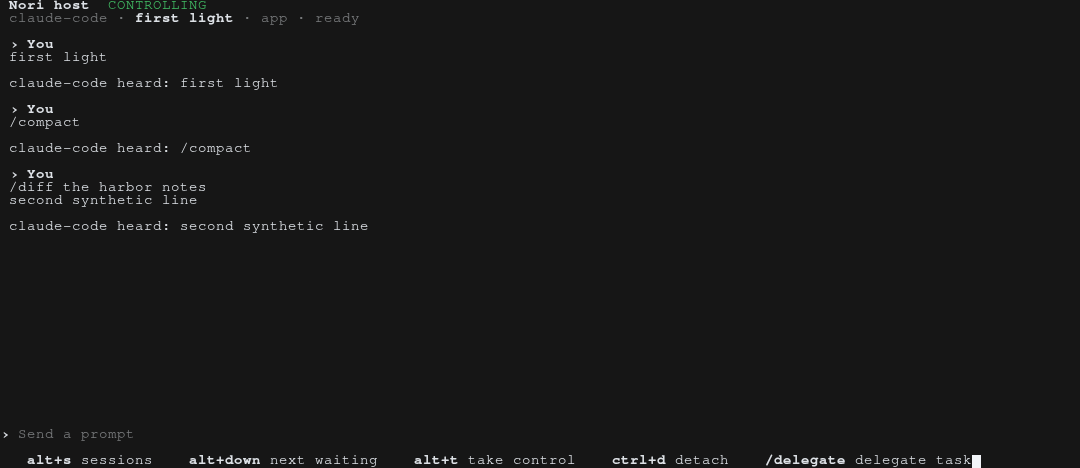 Nori host  CONTROLLING
claude-code · first light · app · ready
› You
first light
claude-code heard: first light
› You
/compact
claude-code heard: /compact
› You
/diff the harbor notes
second synthetic line
claude-code heard: second synthetic line
› Send a prompt
alt+s sessions    alt+down next waiting    alt+t take control    ctrl+d detach    /delegate delegate task